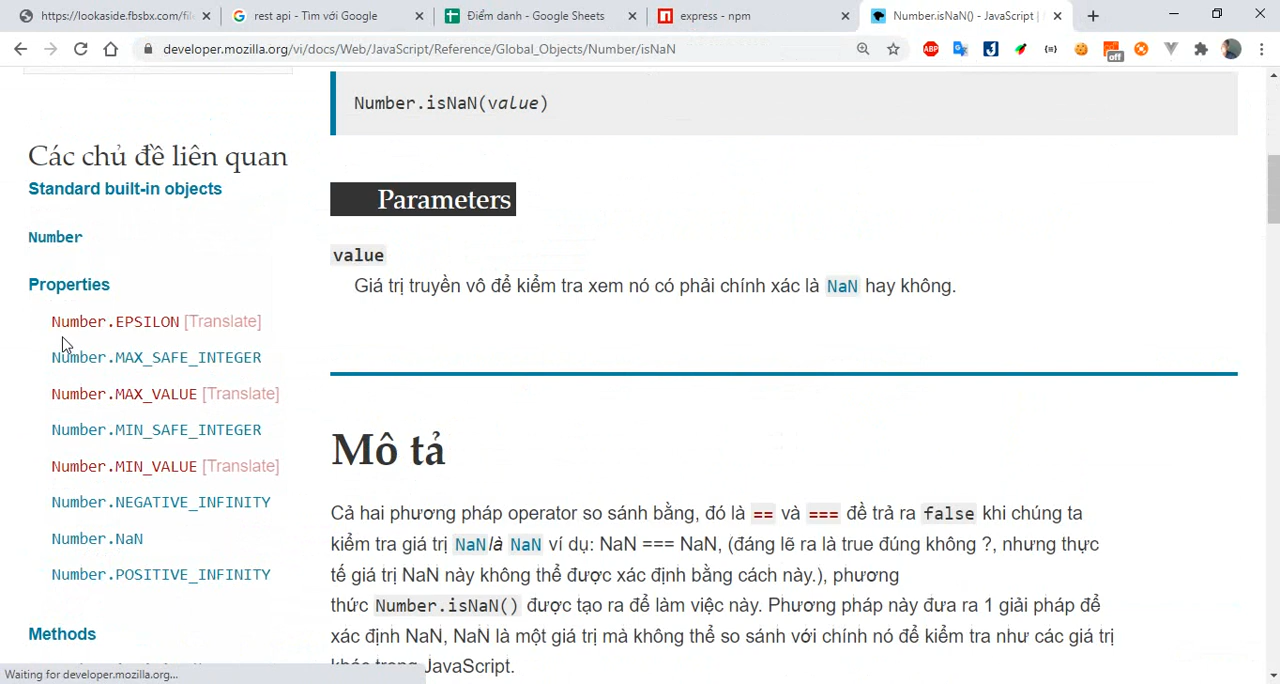 https://lookaside.fbsbx.com/fil
rest api - Tìm với Google
Điểm danh - Google Sheets
express - npm
Number.isNaN() - JavaScript |
developer.mozilla.org/vi/docs/Web/JavaScript/Reference/Global_Objects/Number/isNaN
ABP
off
Number.isNaN(value)
Các chủ đề liên quan
Standard built-in objects
Parameters
Number
value
Properties
Giá trị truyền vô để kiểm tra xem nó có phải chính xác là NaN hay không.
Number.EPSILON [Translate]
Number.MAX_SAFE_INTEGER
Number.MAX_VALUE [Translate]
Number.MIN_SAFE_INTEGER
Number.MIN_VALUE [Translate]
Number.NEGATIVE_INFINITY
Number.NaN
Number.POSITIVE_INFINITY
Methods
Mô tả
Cả hai phương pháp operator so sánh bằng, đó là == và === đề trả ra false khi chúng ta
kiểm tra giá trị NaN là NaN ví dụ: NaN === NaN, (đáng lẽ ra là true đúng không ?, nhưng thực
tế giá trị NaN này không thể được xác định bằng cách này.), phương
thức Number.isNaN() được tạo ra để làm việc này. Phương pháp này đưa ra 1 giải pháp để
xác định NaN, NaN là một giá trị mà không thể so sánh với chính nó để kiểm tra như các giá trị
khác trong JavaScript.
Waiting for developer.mozilla.org...